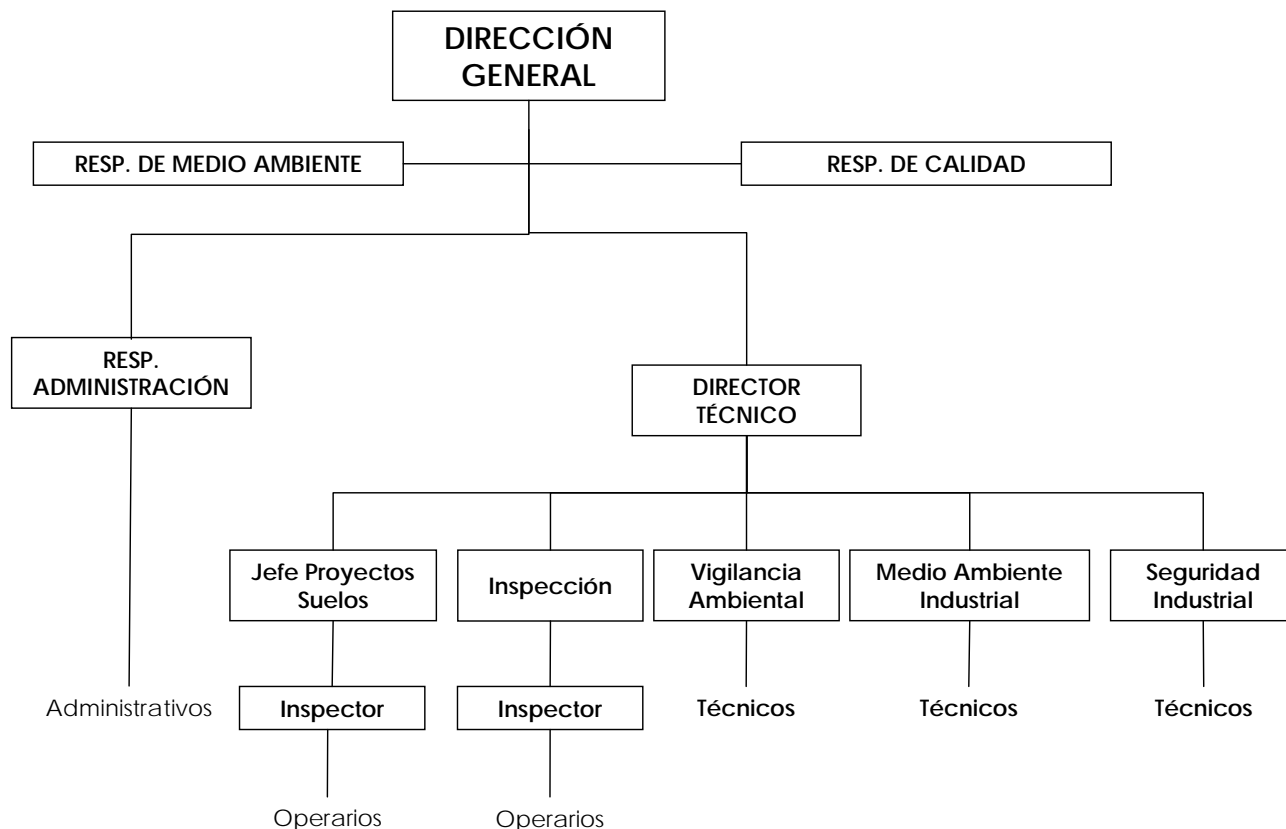 DIRECCIÓN
GENERAL
RESP. DE MEDIO AMBIENTE
RESP. DE CALIDAD
RESP.
ADMINISTRACIÓN
DIRECTOR
TÉCNICO
Jefe Proyectos
Suelos
Inspección
Vigilancia
Ambiental
Medio Ambiente
Industrial
Seguridad
Industrial
Administrativos
Inspector
Inspector
Técnicos
Técnicos
Técnicos
Operarios
Operarios